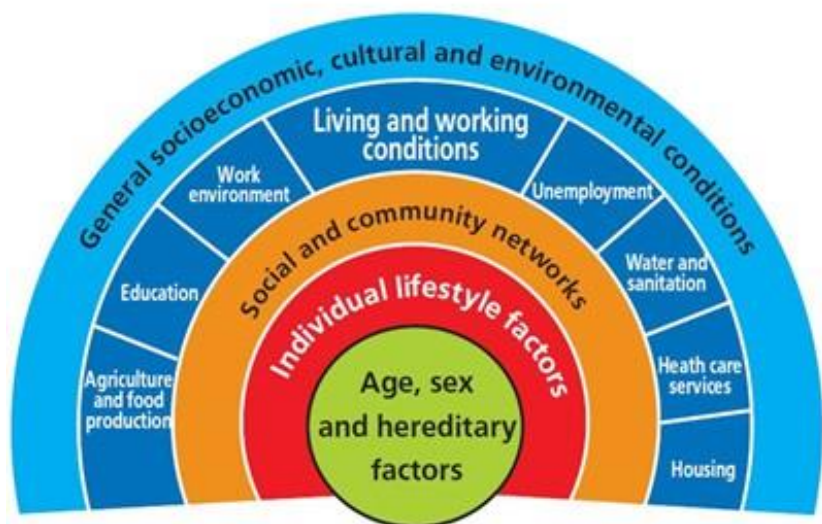 General socioeconomic, cultural and environmental conditions
Living and working
conditions
Work
environment
Unemployment
Education
Water and
sanitation
Agriculture
and food
production
Heath care
services
Housing
Social and community networks
Individual lifestyle factors
Age, sex
and hereditary
factors